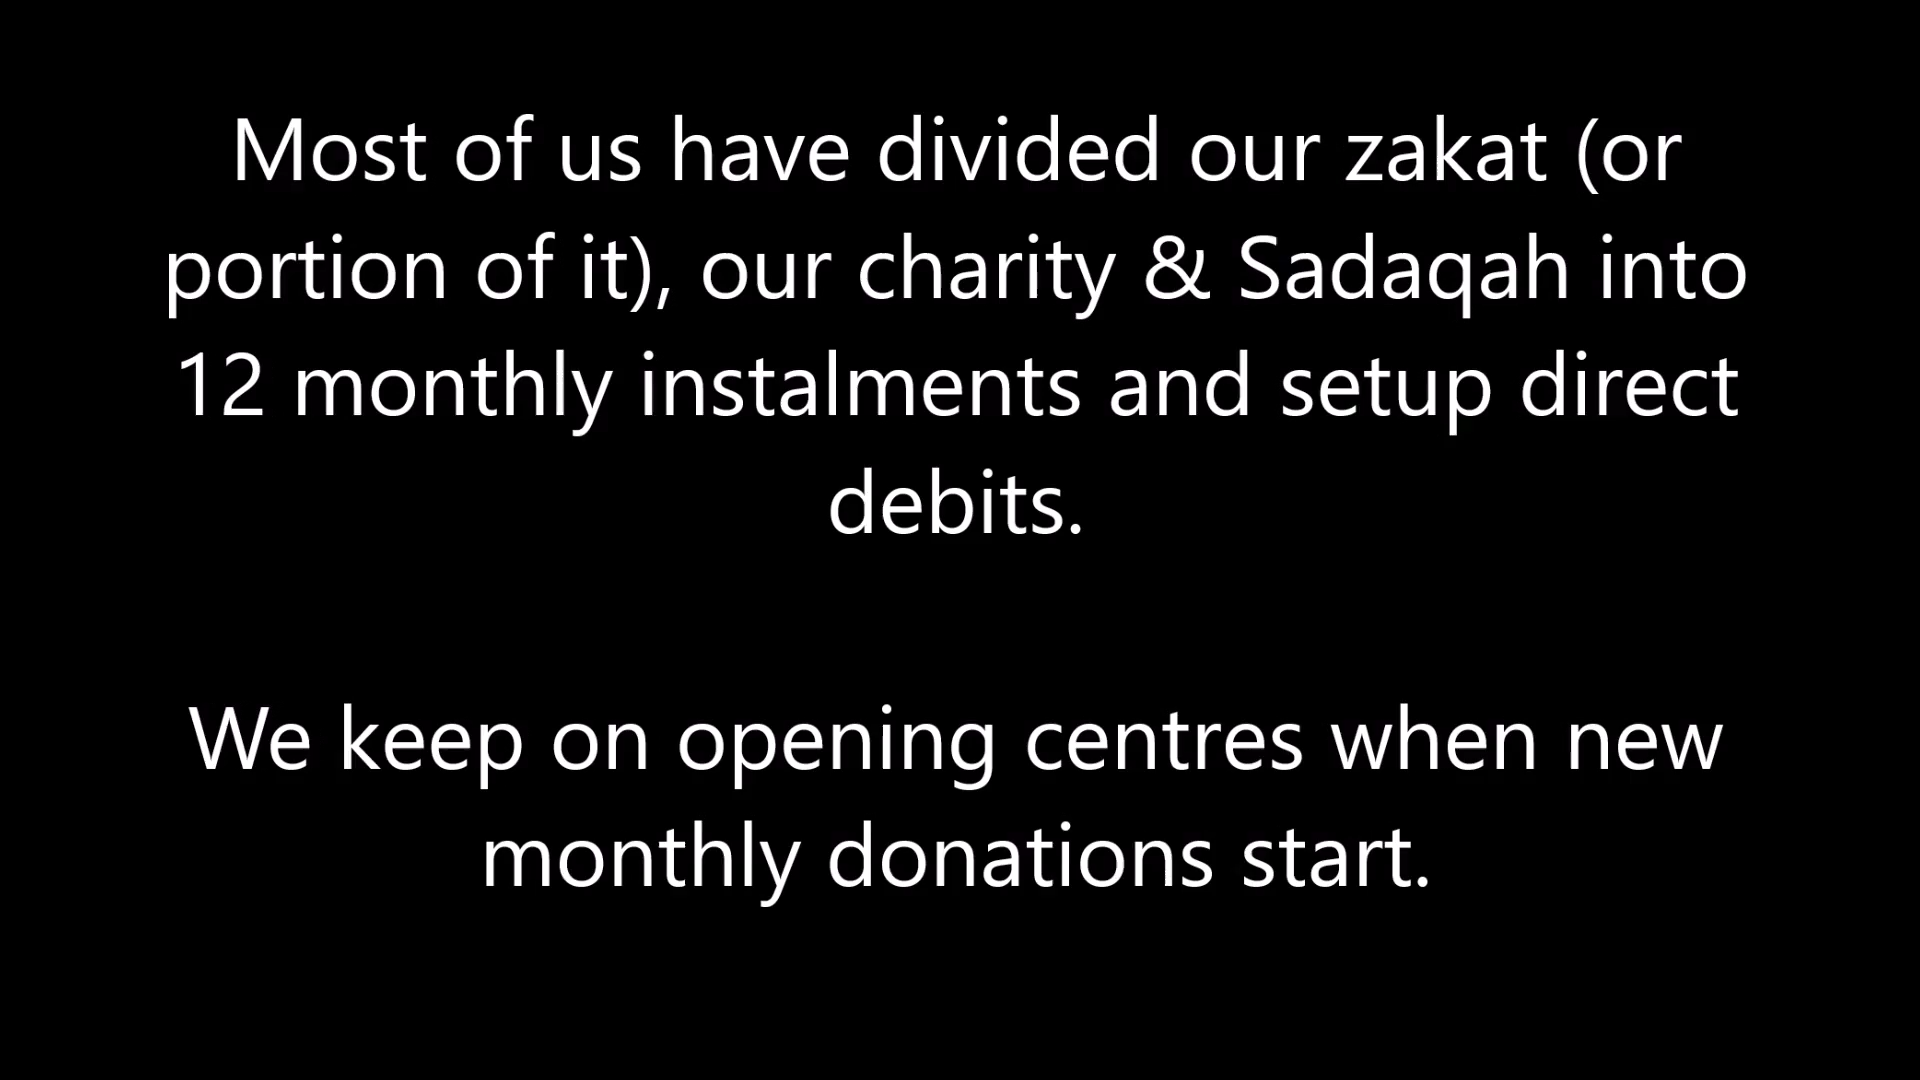 Most of us have divided our zakat (or
portion of it), our charity & Sadaqah into
12 monthly instalments and setup direct
debits.
We keep on opening centres when new
monthly donations start.